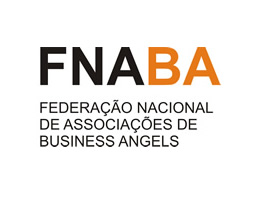 FNABA
FEDERAÇÃO NACIONAL
DE ASSOCIAÇÕES DE
BUSINESS ANGELS